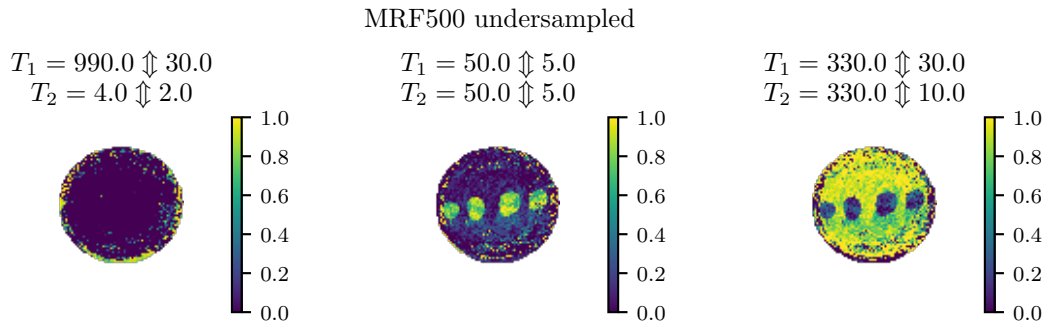 MRF500 undersampled
T₁ = 990.0 ⇕ 30.0
T₂ = 4.0 ⇕ 2.0
T₁ = 50.0 ⇕ 5.0
T₂ = 50.0 ⇕ 5.0
T₁ = 330.0 ⇕ 30.0
T₂ = 330.0 ⇕ 10.0
1.0
0.8
0.6
0.4
0.2
0.0
1.0
0.8
0.6
0.4
0.2
0.0
1.0
0.8
0.6
0.4
0.2
0.0